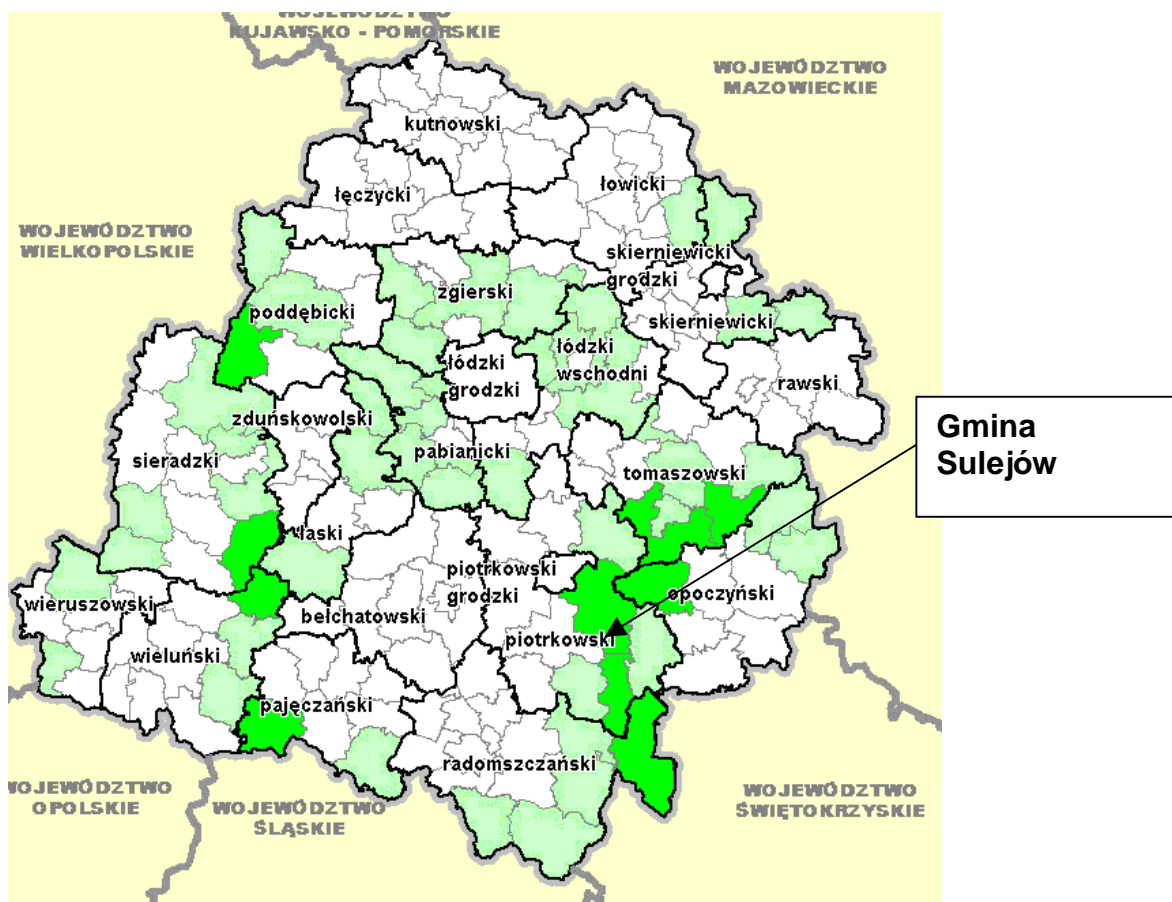 WOJEWÓDZTWO
KUJAWSKO - POMORSKIE
WOJEWÓDZTWO
MAZOWIECKIE
kutnowski
łęczycki
łowicki
WOJEWÓDZTWO
WIELKOPOLSKIE
skierniewicki
grodzki
zgierski
poddębicki
skierniewicki
łódzki
grodzki
łódzki
wschodni
rawski
zduńskowolski
Gmina
Sulejów
sieradzki
pabianicki
tomaszowski
łaski
piotrkowski
grodzki
opoczyński
wieruszowski
bełchatowski
piotrkowski
wieluński
pajęczański
radomszczański
WOJEWÓDZTWO
OPOLSKIE
WOJEWÓDZTWO
ŚLĄSKIE
WOJEWÓDZTWO
ŚWIĘTOKRZYSKIE